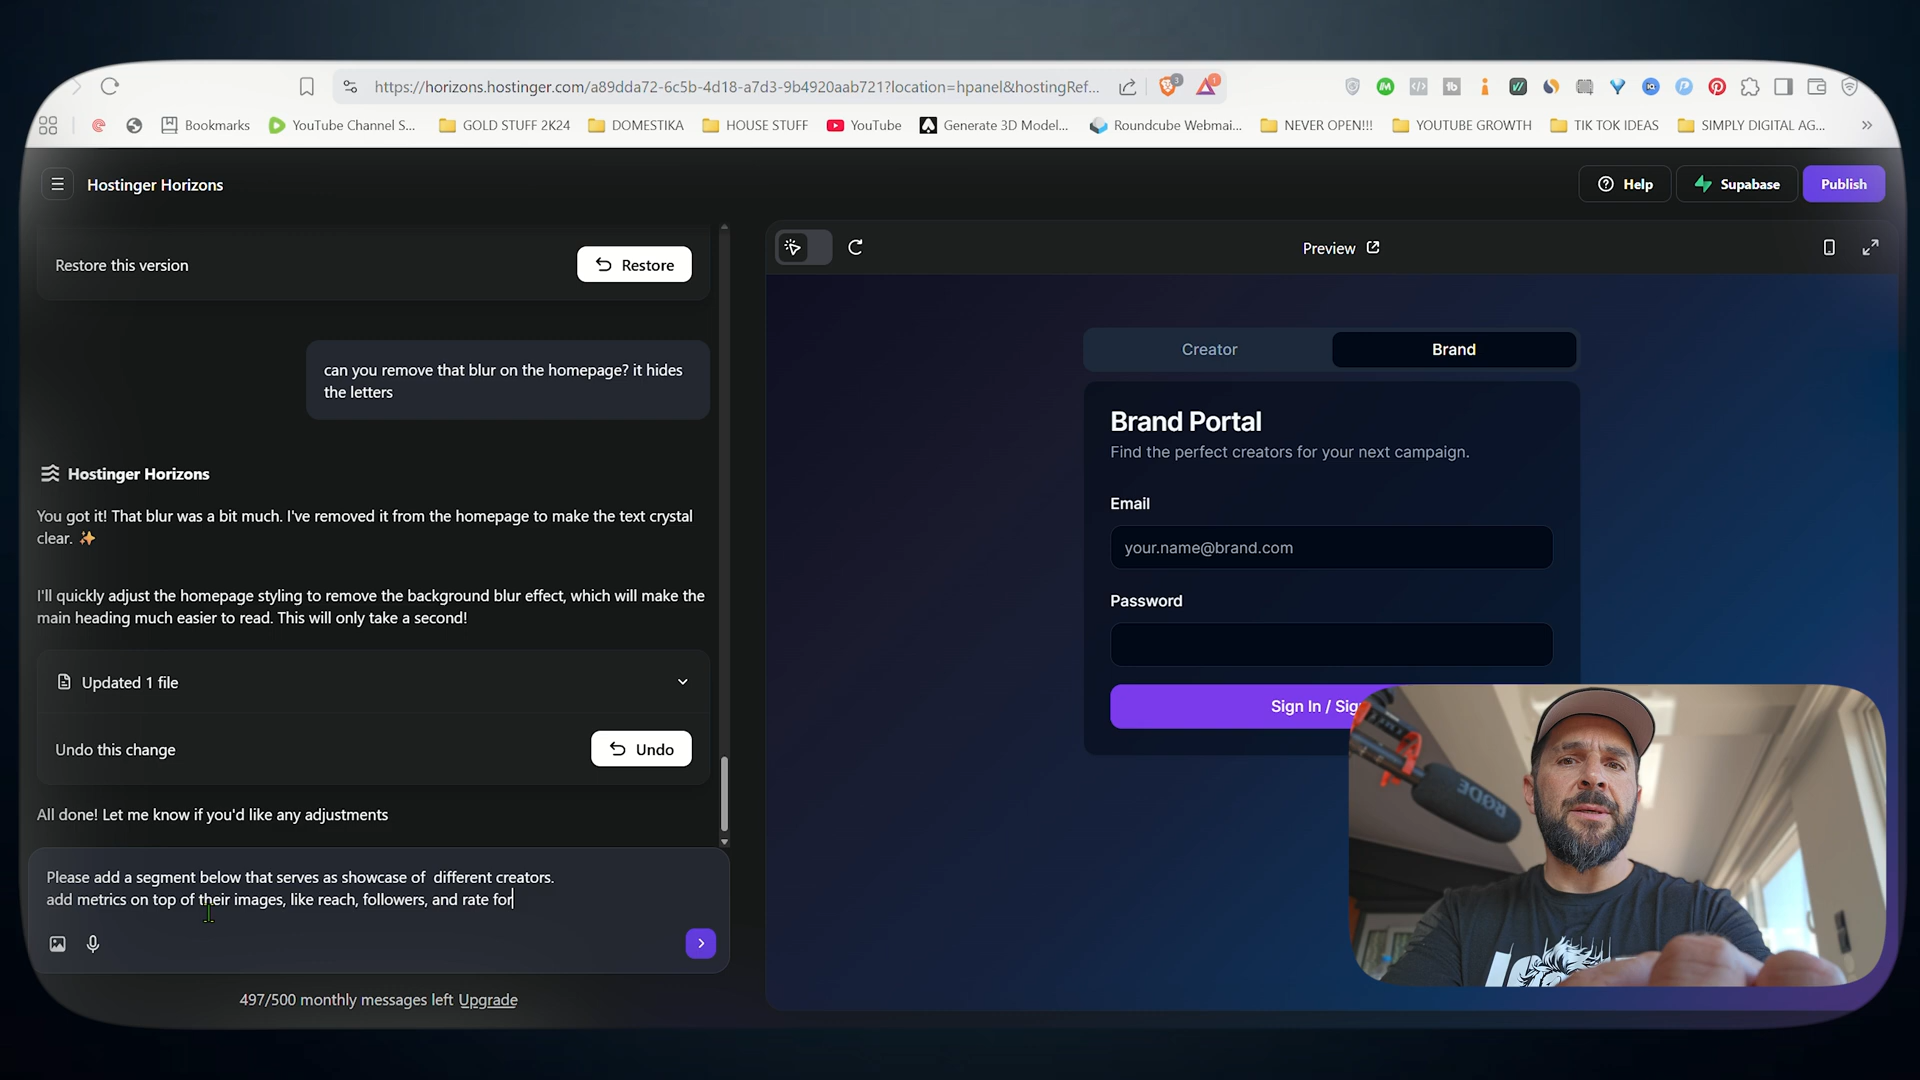 https://horizons.hostinger.com/a89dda72-6c5b-4d18-a7d3-9b4920aab721?location=hpanel&hostingRef...
3
1
Bookmarks
YouTube Channel S...
GOLD STUFF 2K24
DOMESTIKA
HOUSE STUFF
YouTube
Generate 3D Model...
Roundcube Webmai...
NEVER OPEN!!!
YOUTUBE GROWTH
TIK TOK IDEAS
SIMPLY DIGITAL AG...
Hostinger Horizons
Help
Supabase
Publish
Restore this version
Restore
can you remove that blur on the homepage? it hides
the letters
Hostinger Horizons
You got it! That blur was a bit much. I've removed it from the homepage to make the text crystal
clear. ✨
I'll quickly adjust the homepage styling to remove the background blur effect, which will make the
main heading much easier to read. This will only take a second!
Updated 1 file
Undo this change
Undo
All done! Let me know if you'd like any adjustments
Please add a segment below that serves as showcase of  different creators.
add metrics on top of their images, like reach, followers, and rate for
497/500 monthly messages left Upgrade
Preview
Creator
Brand
Brand Portal
Find the perfect creators for your next campaign.
Email
your.name@brand.com
Password
Sign In / Sig
RØDE